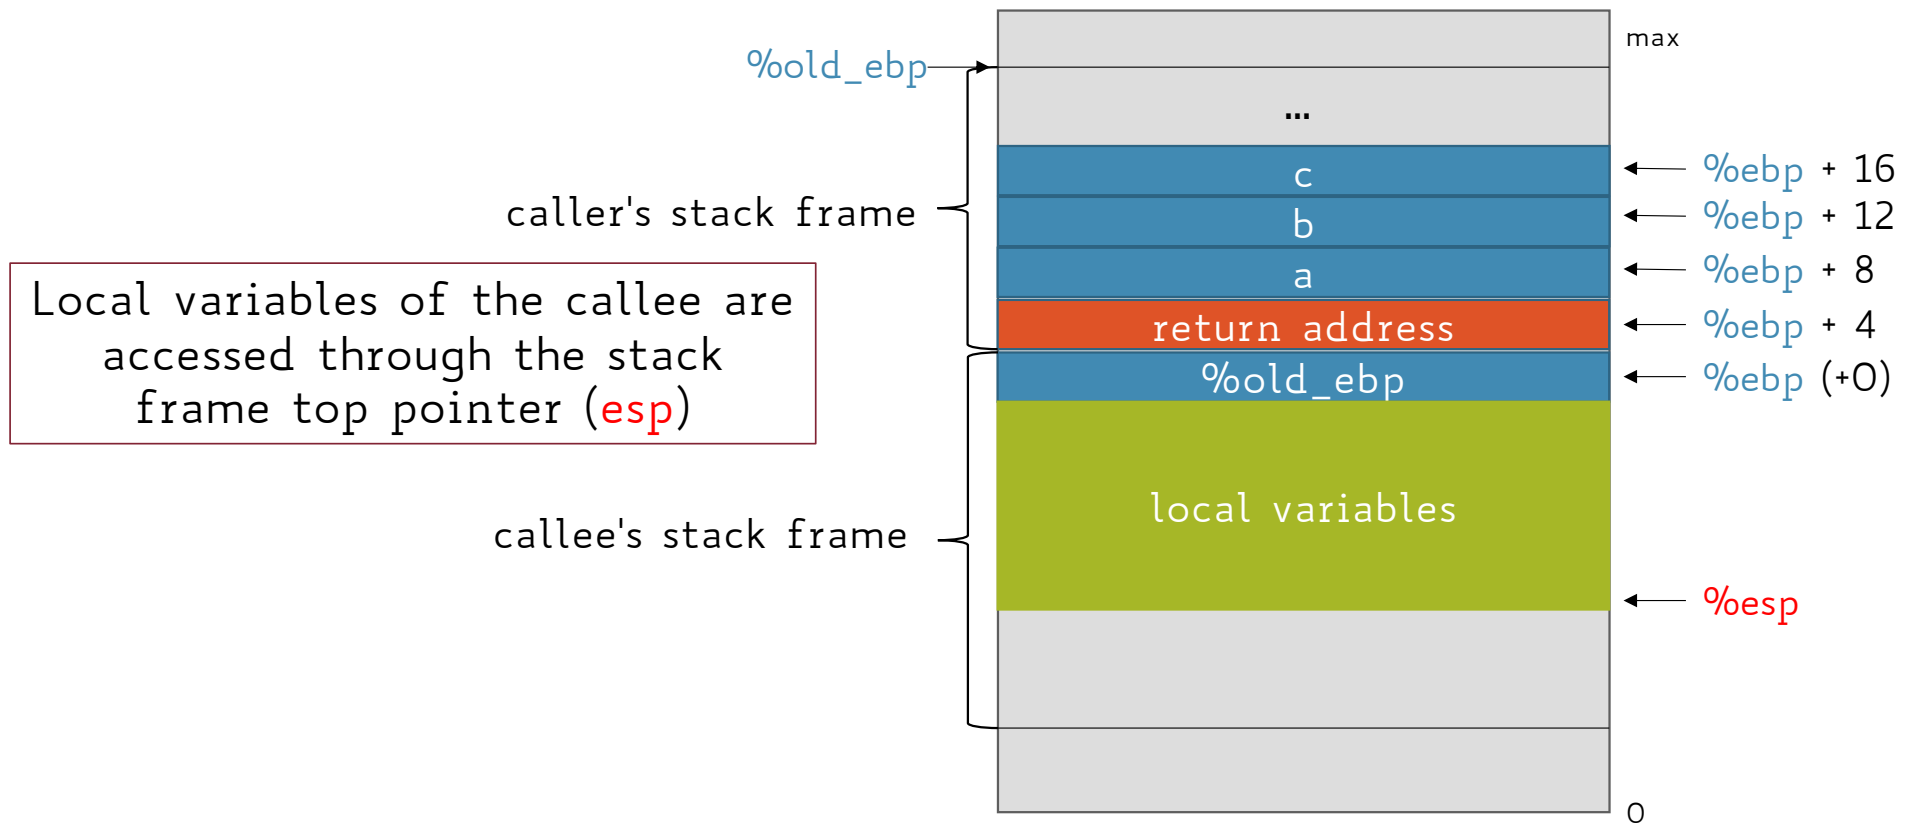 max
%old_ebp
...
c
%ebp + 16
b
%ebp + 12
caller's stack frame
a
%ebp + 8
Local variables of the callee are
accessed through the stack
frame top pointer (esp)
return address
%ebp + 4
%old_ebp
%ebp (+0)
local variables
callee's stack frame
%esp
0